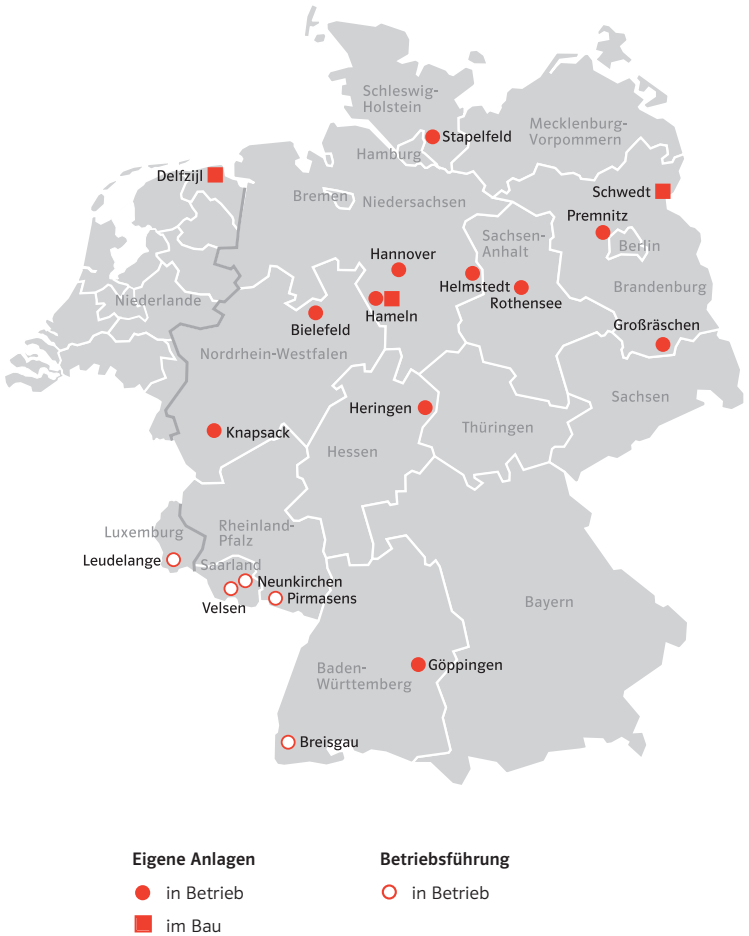 Schleswig-
Holstein
Mecklenburg-
Vorpommern
Stapelfeld
Hamburg
Delfzijl
Schwedt
Bremen
Niedersachsen
Premnitz
Sachsen-
Anhalt
Berlin
Hannover
Helmstedt
Brandenburg
Niederlande
Rothensee
Hameln
Bielefeld
Großräschen
Nordrhein-Westfalen
Sachsen
Heringen
Thüringen
Knapsack
Hessen
Luxemburg
Rheinland-
Pfalz
Leudelange
Saarland
Neunkirchen
Pirmasens
Velsen
Bayern
Göppingen
Baden-
Württemberg
Breisgau
Eigene Anlagen
in Betrieb
im Bau
Betriebsführung
in Betrieb